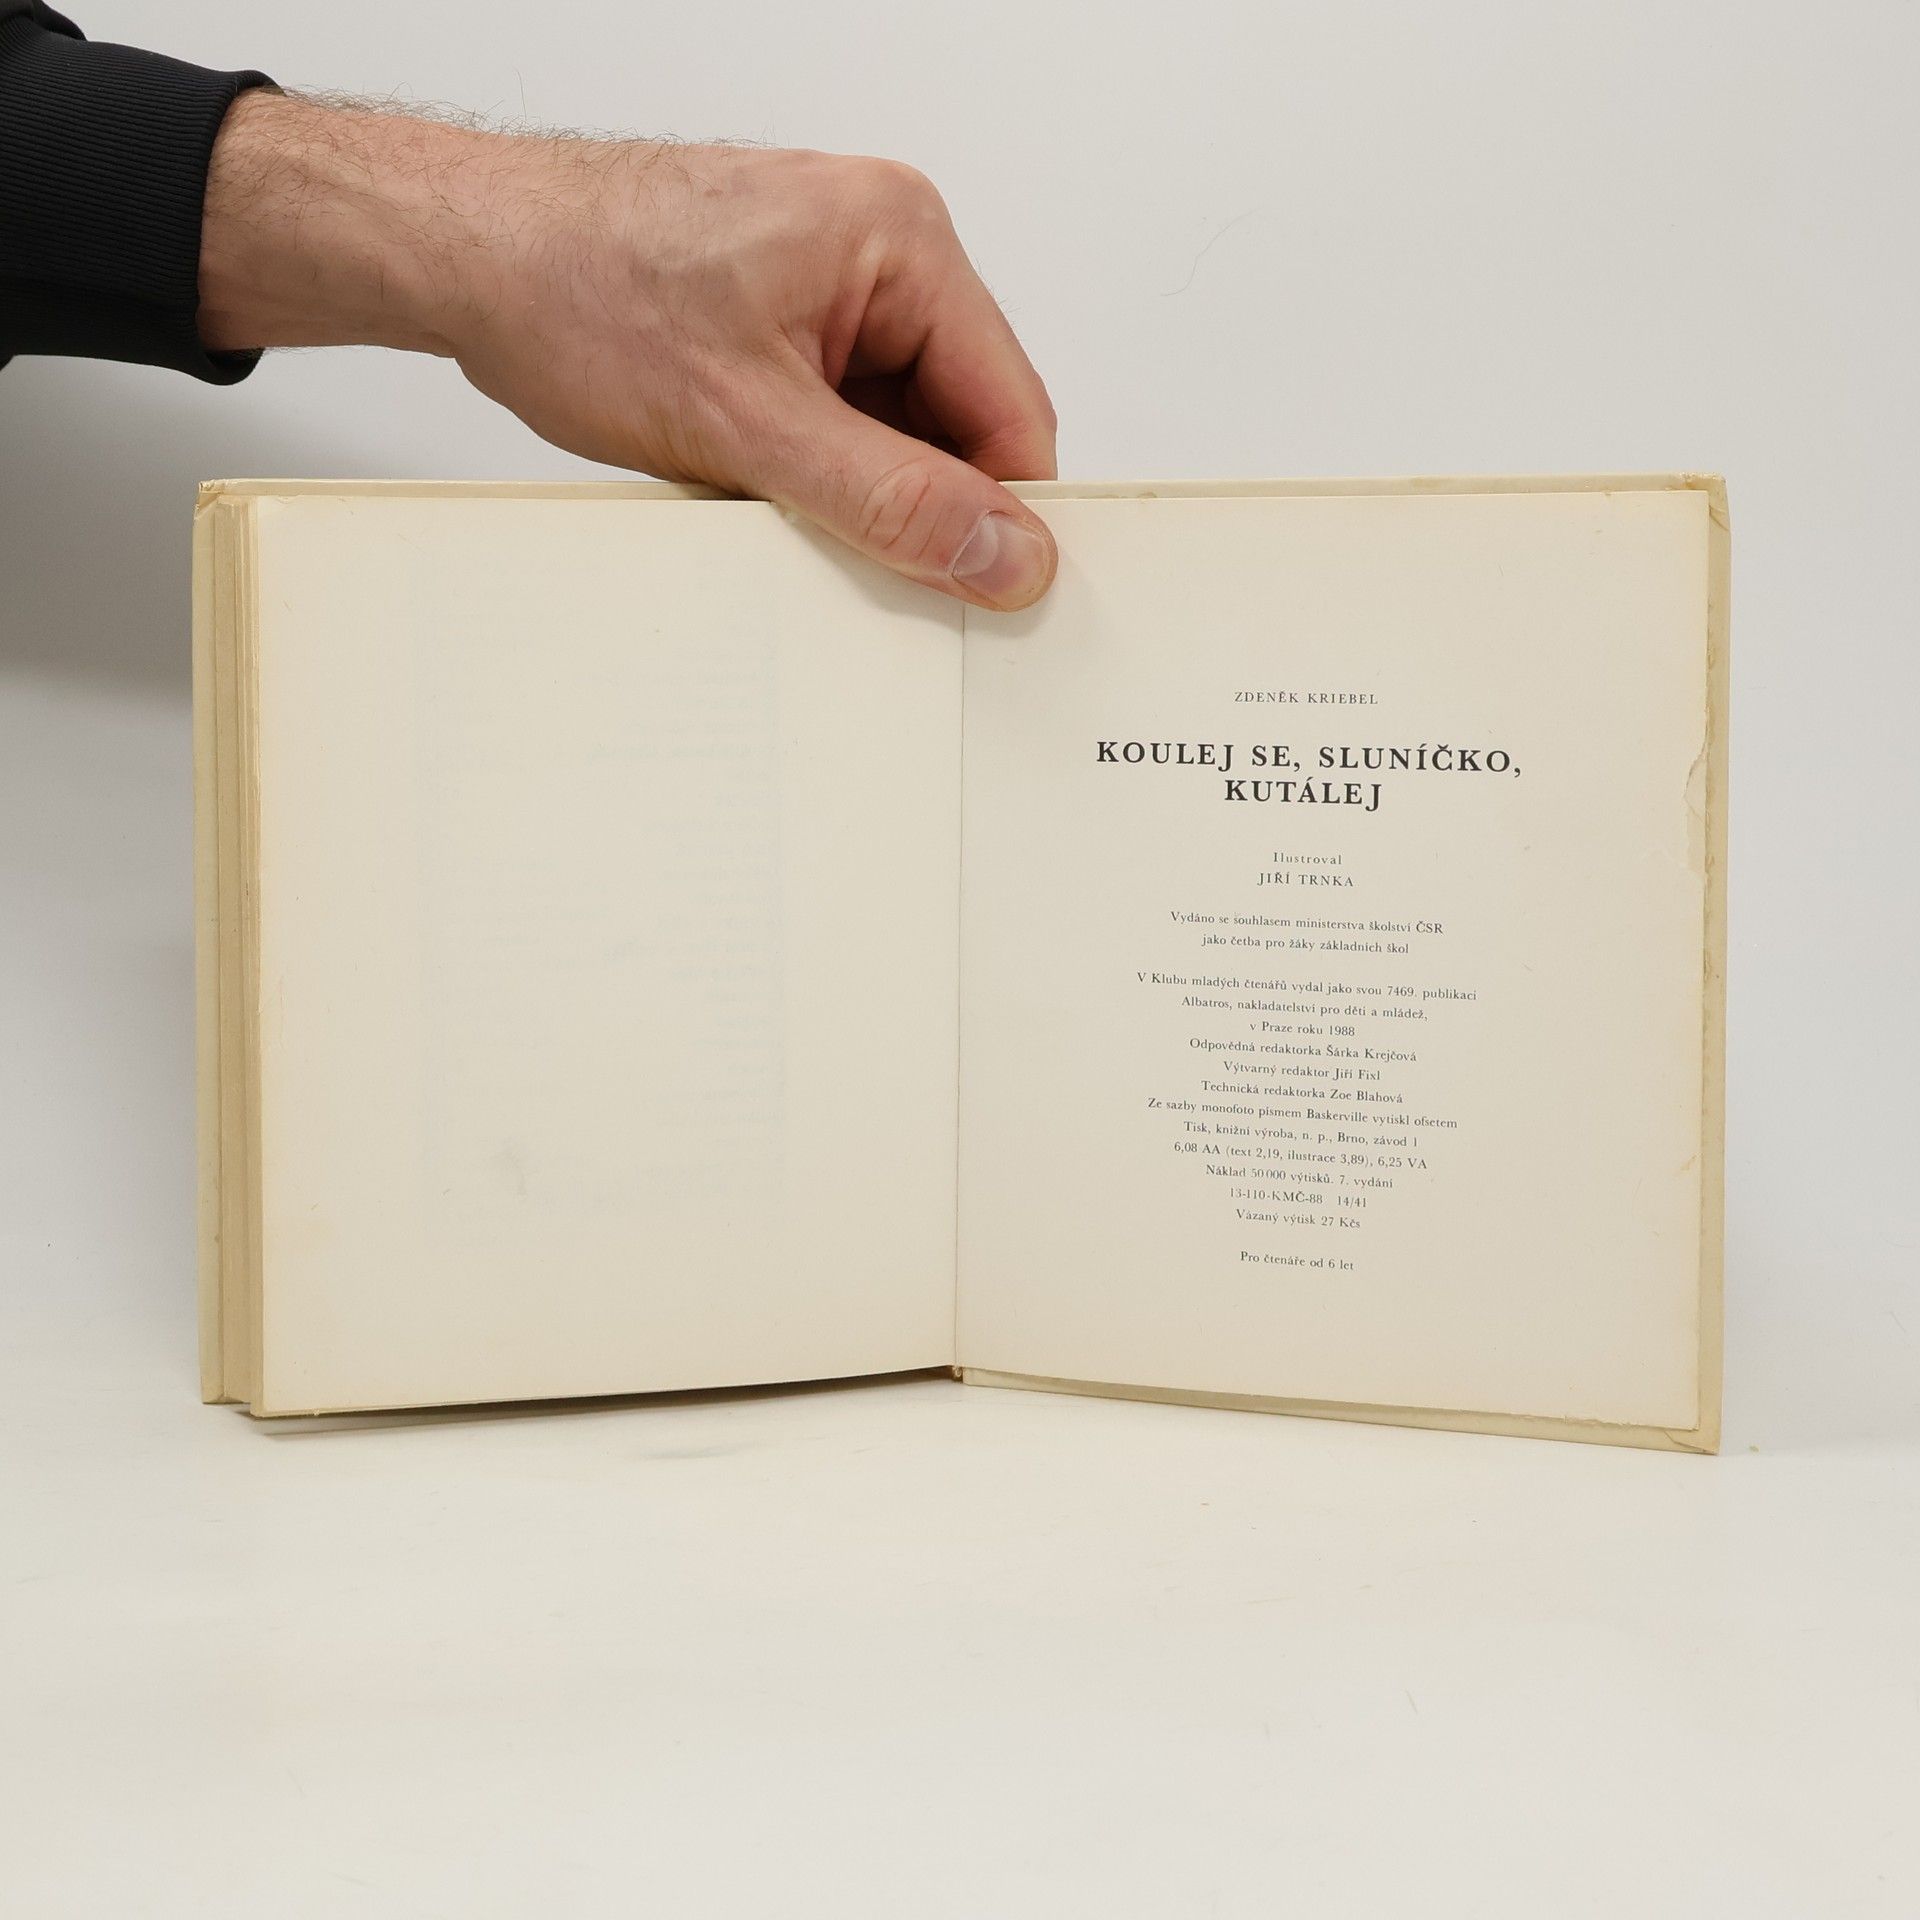 ZDENĚK KRIEBEL
KOULEJ SE, SLUNÍČKO,
KUTÁLEJ
Ilustroval
JIŘÍ TRNKA
Vydáno se souhlasem ministerstva školství ČSR
jako četba pro žáky základních škol
V Klubu mladých čtenářů vydal jako svou 7469. publikaci
Albatros, nakladatelství pro děti a mládež,
v Praze roku 1988
Odpovědná redaktorka Šárka Krejčová
Výtvarný redaktor Jiří Fixl
Technická redaktorka Zoe Blahová
Ze sazby monofoto písmem Baskerville vytiskl ofsetem
Tisk, knižní výroba, n. p., Brno, závod 1
6,08 AA (text 2,19, ilustrace 3,89), 6,25 VA
Náklad 50 000 výtisků. 7. vydání
13-110-KMČ-88 14/41
Vázaný výtisk 27 Kčs
Pro čtenáře od 6 let